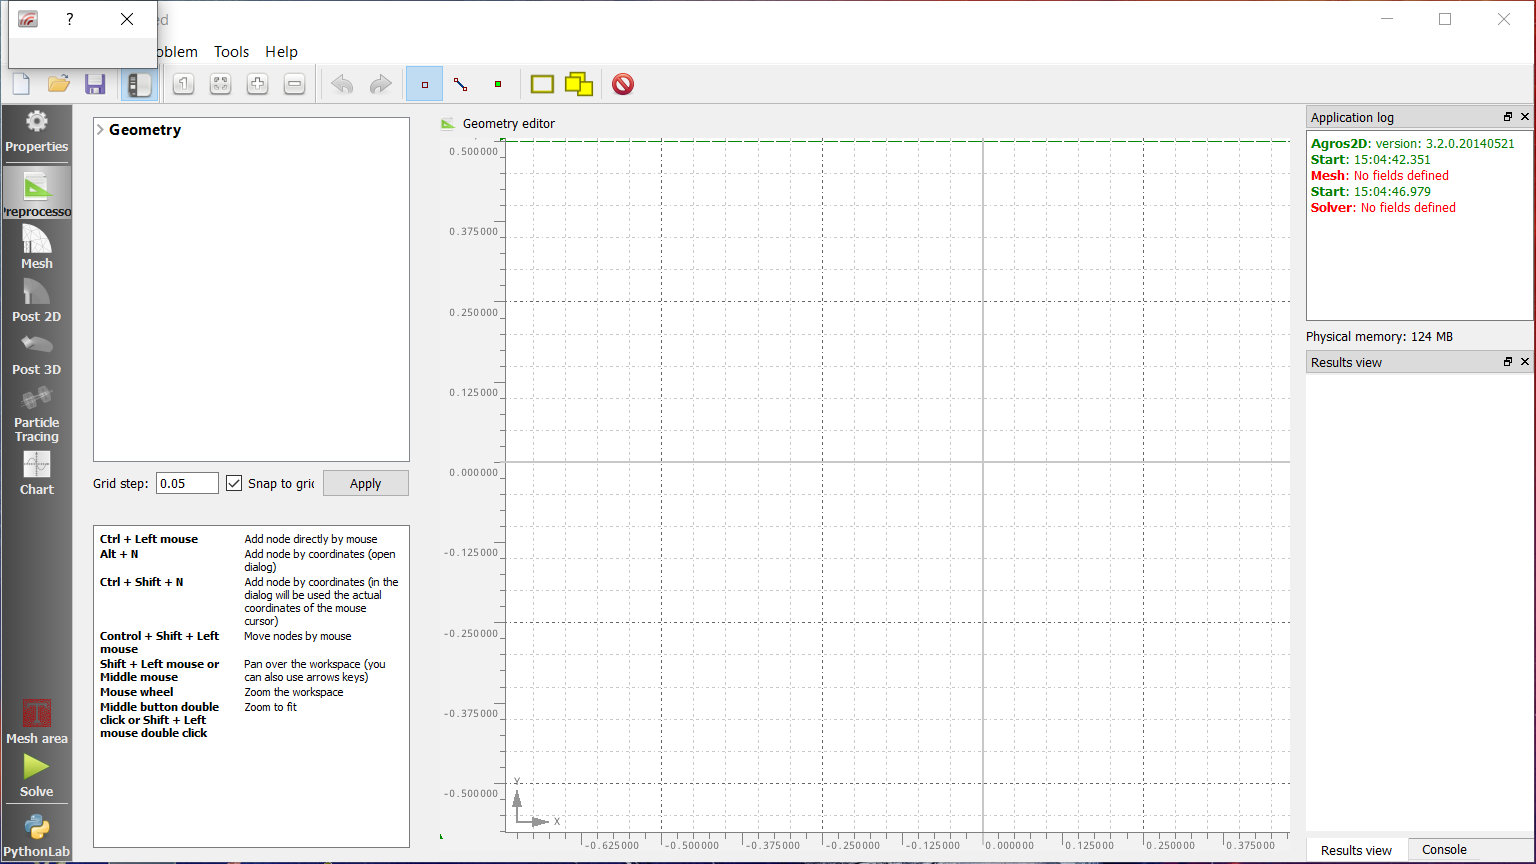 ?
ed
oblem Tools Help
1
Properties
Preprocesso
Mesh
Post 2D
Post 3D
Particle
Tracing
Chart
Mesh area
Solve
PythonLab
Geometry
Grid step: 0.05 Snap to gric Apply
Ctrl + Left mouse Add node directly by mouse
Alt + N Add node by coordinates (open
dialog)
Ctrl + Shift + N Add node by coordinates (in the
dialog will be used the actual
coordinates of the mouse
cursor)
Control + Shift + Left Move nodes by mouse
mouse
Shift + Left mouse or Pan over the workspace (you
Middle mouse can also use arrows keys)
Mouse wheel Zoom the workspace
Middle button double Zoom to fit
click or Shift + Left
mouse double click
Geometry editor
0.500000
0.375000
0.250000
0.125000
0.000000
-0.125000
-0.250000
-0.375000
-0.500000
Y
X
-0.625000 -0.500000 -0.375000 -0.250000 -0.125000 0.000000 0.125000 0.250000 0.375000
Application log
Agros2D: version: 3.2.0.20140521
Start: 15:04:42.351
Mesh: No fields defined
Start: 15:04:46.979
Solver: No fields defined
Physical memory: 124 MB
Results view
Results view Console